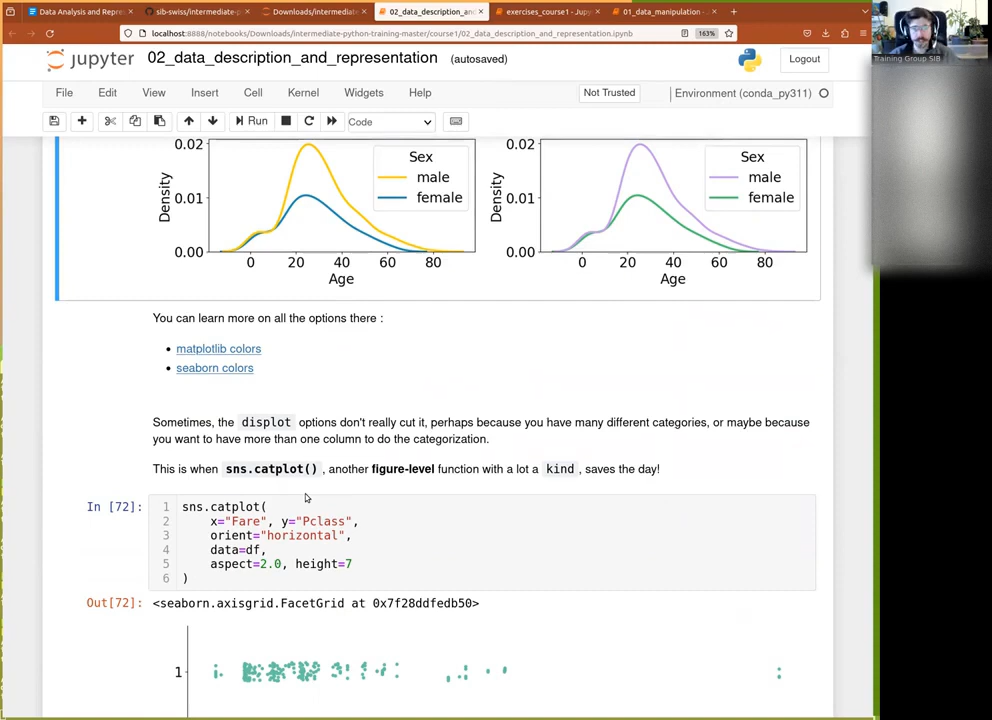 Data Analysis and Repre
sib-swiss/intermediate-p
Downloads/intermediate
02_data_description_an
exercises_course1 - Jupy
01_data_manipulation -
localhost:8888/notebooks/Downloads/intermediate-python-training-master/course1/02_data_description_and_representation.ipynb
163%
Training Group SIB
jupyter 02_data_description_and_representation (autosaved)
Logout
File Edit View Insert Cell Kernel Widgets Help
Not Trusted
Environment (conda_py311)
Run
Code
0.02
0.01
0.00
Density
Sex
male
female
0 20 40 60 80
Age
0.02
0.01
0.00
Density
Sex
male
female
0 20 40 60 80
Age
You can learn more on all the options there :
• matplotlib colors
• seaborn colors
Sometimes, the displot options don't really cut it, perhaps because you have many different categories, or maybe because
you want to have more than one column to do the categorization.
This is when sns.catplot() , another figure-level function with a lot a kind , saves the day!
In [72]:
1 sns.catplot(
2 x="Fare", y="Pclass",
3 orient="horizontal",
4 data=df,
5 aspect=2.0, height=7
6 )
Out[72]: <seaborn.axisgrid.FacetGrid at 0x7f28ddfedb50>
1